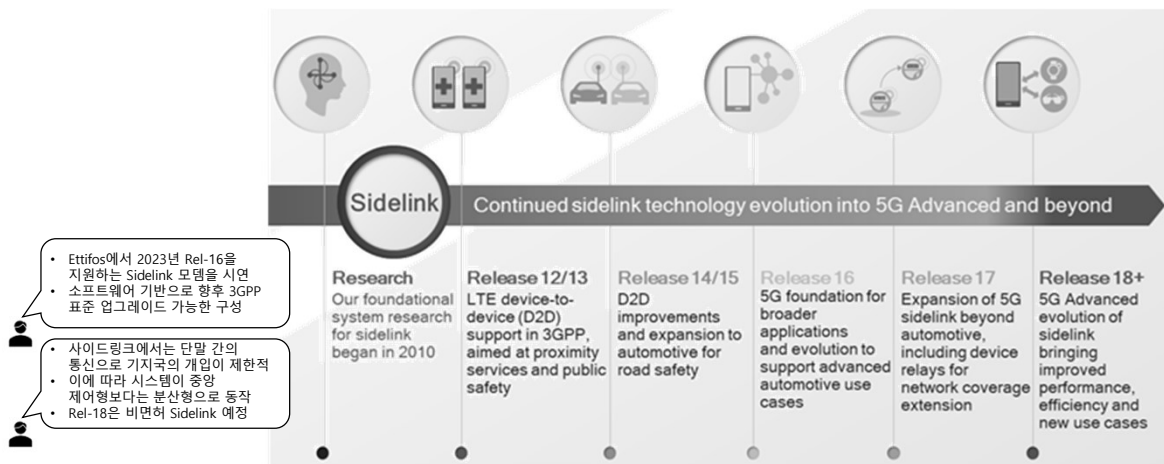 Sidelink
Continued sidelink technology evolution into 5G Advanced and beyond
• Ettifos에서 2023년 Rel-16을
지원하는 Sidelink 모뎀을 시연
• 소프트웨어 기반으로 향후 3GPP
표준 업그레이드 가능한 구성
• 사이드링크에서는 단말 간의
통신으로 기지국의 개입이 제한적
• 이에 따라 시스템이 중앙
제어형보다는 분산형으로 동작
• Rel-18은 비면허 Sidelink 예정
Research
Our foundational
system research
for sidelink
began in 2010
Release 12/13
LTE device-to-
device (D2D)
support in 3GPP,
aimed at proximity
services and public
safety
Release 14/15
D2D
improvements
and expansion to
automotive for
road safety
Release 16
5G foundation for
broader
applications
and evolution to
support advanced
automotive use
cases
Release 17
Expansion of 5G
sidelink beyond
automotive,
including device
relays for
network coverage
extension
Release 18+
5G Advanced
evolution of
sidelink
bringing
improved
performance,
efficiency and
new use cases